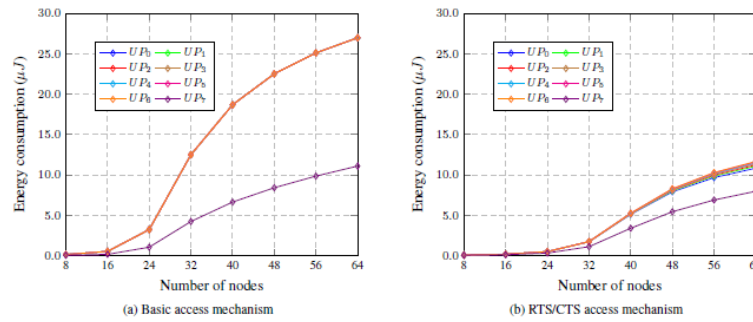 30.0
25.0
20.0
15.0
10.0
5.0
0.0
Energy consumption (μJ)
UP0 UP1
UP2 UP3
UP4 UP5
UP6 UP7
8 16 24 32 40 48 56 64
Number of nodes
(a) Basic access mechanism
30.0
25.0
20.0
15.0
10.0
5.0
0.0
Energy consumption (μJ)
UP0 UP1
UP2 UP3
UP4 UP5
UP6 UP7
8 16 24 32 40 48 56 6
Number of nodes
(b) RTS/CTS access mechanism